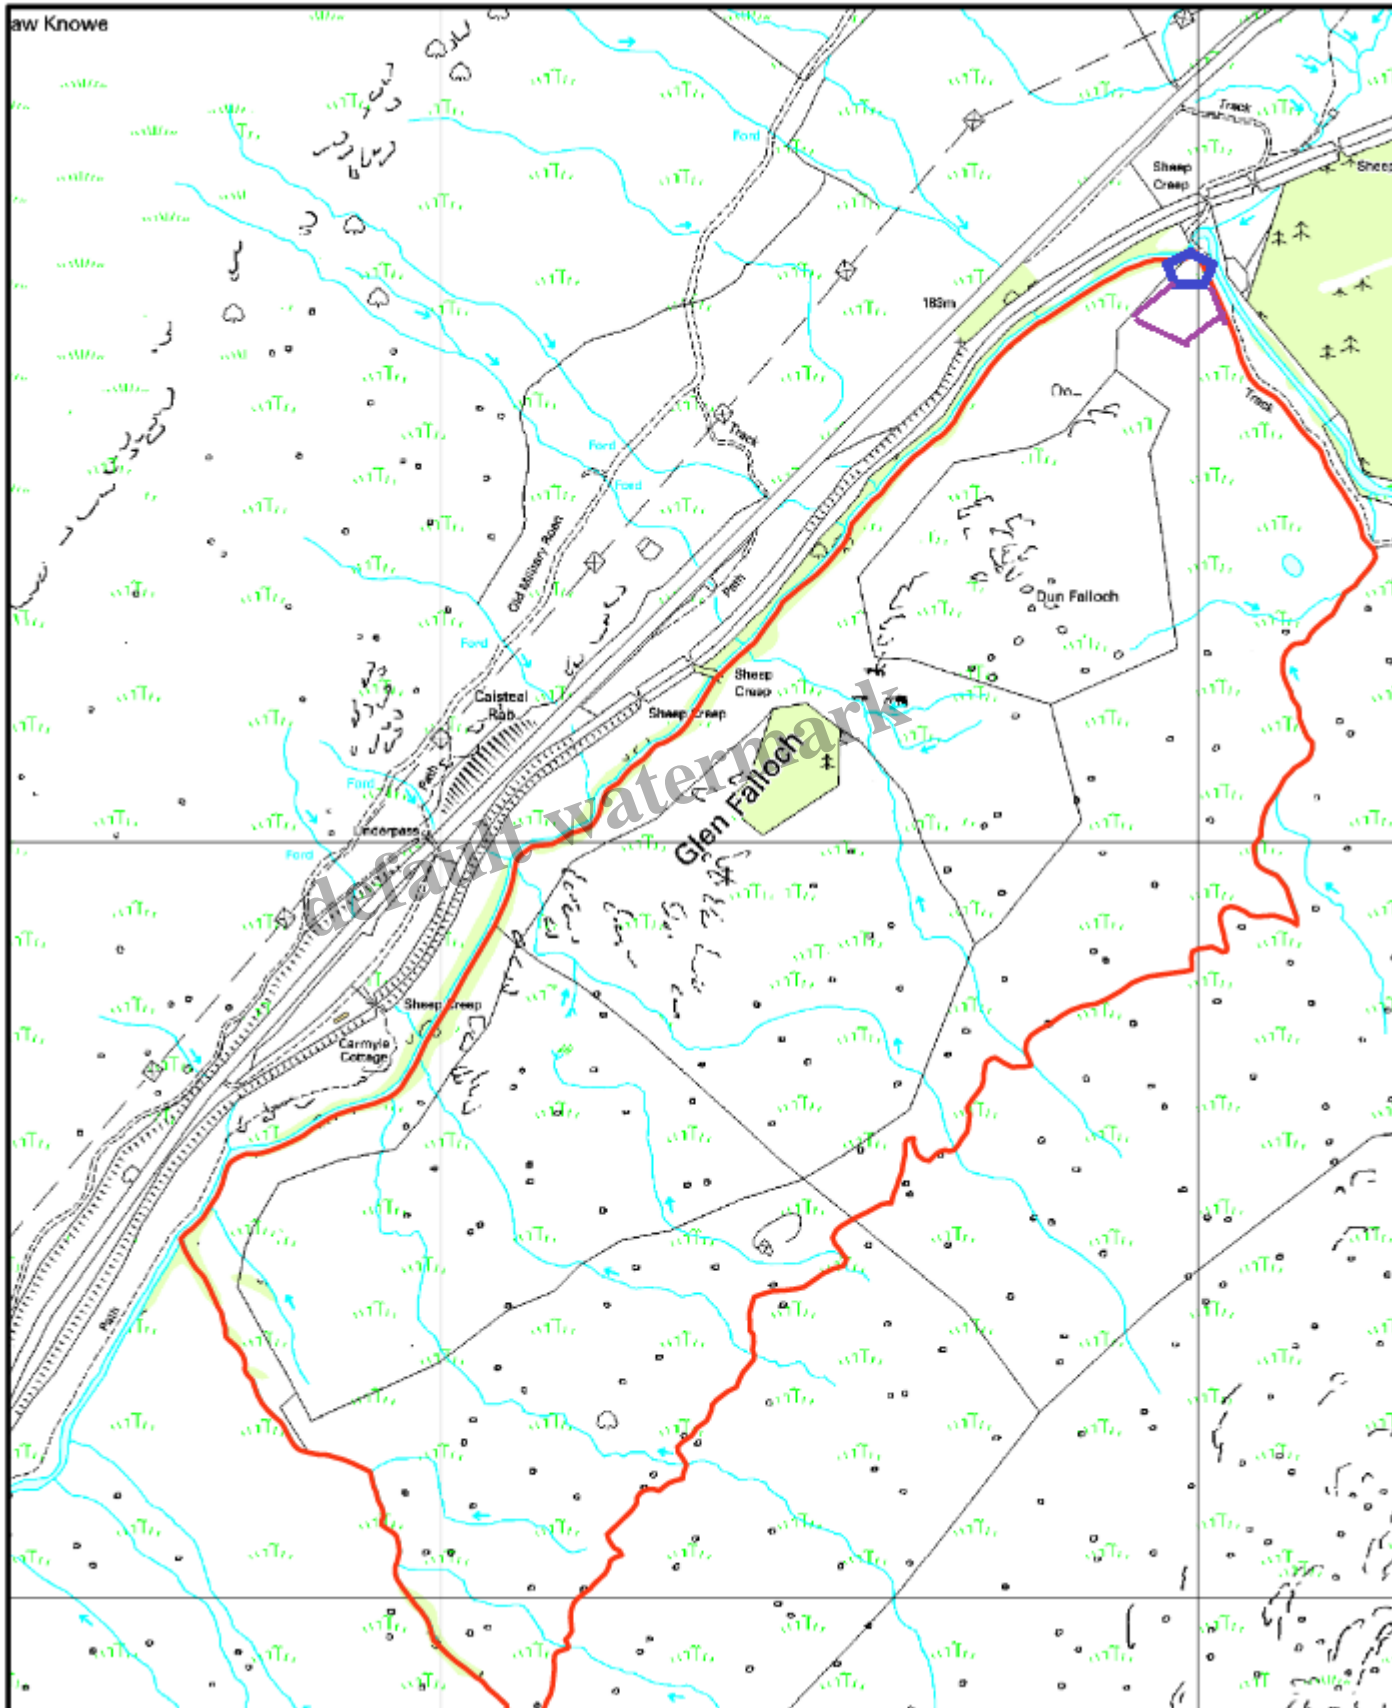 aw Knowe
Ford
Track
Sheep
Creep
Sheep
183m
Track
Ford
Ford
Track
Old Military Road
Path
Dun Falloch
Ford
Sheep
Creep
Caisteal
Rob
Sheep Creep
Path
Ford
Glen Falloch
Underpass
default watermark
Ford
Sheep Creep
Carmyle
Cottage
Path